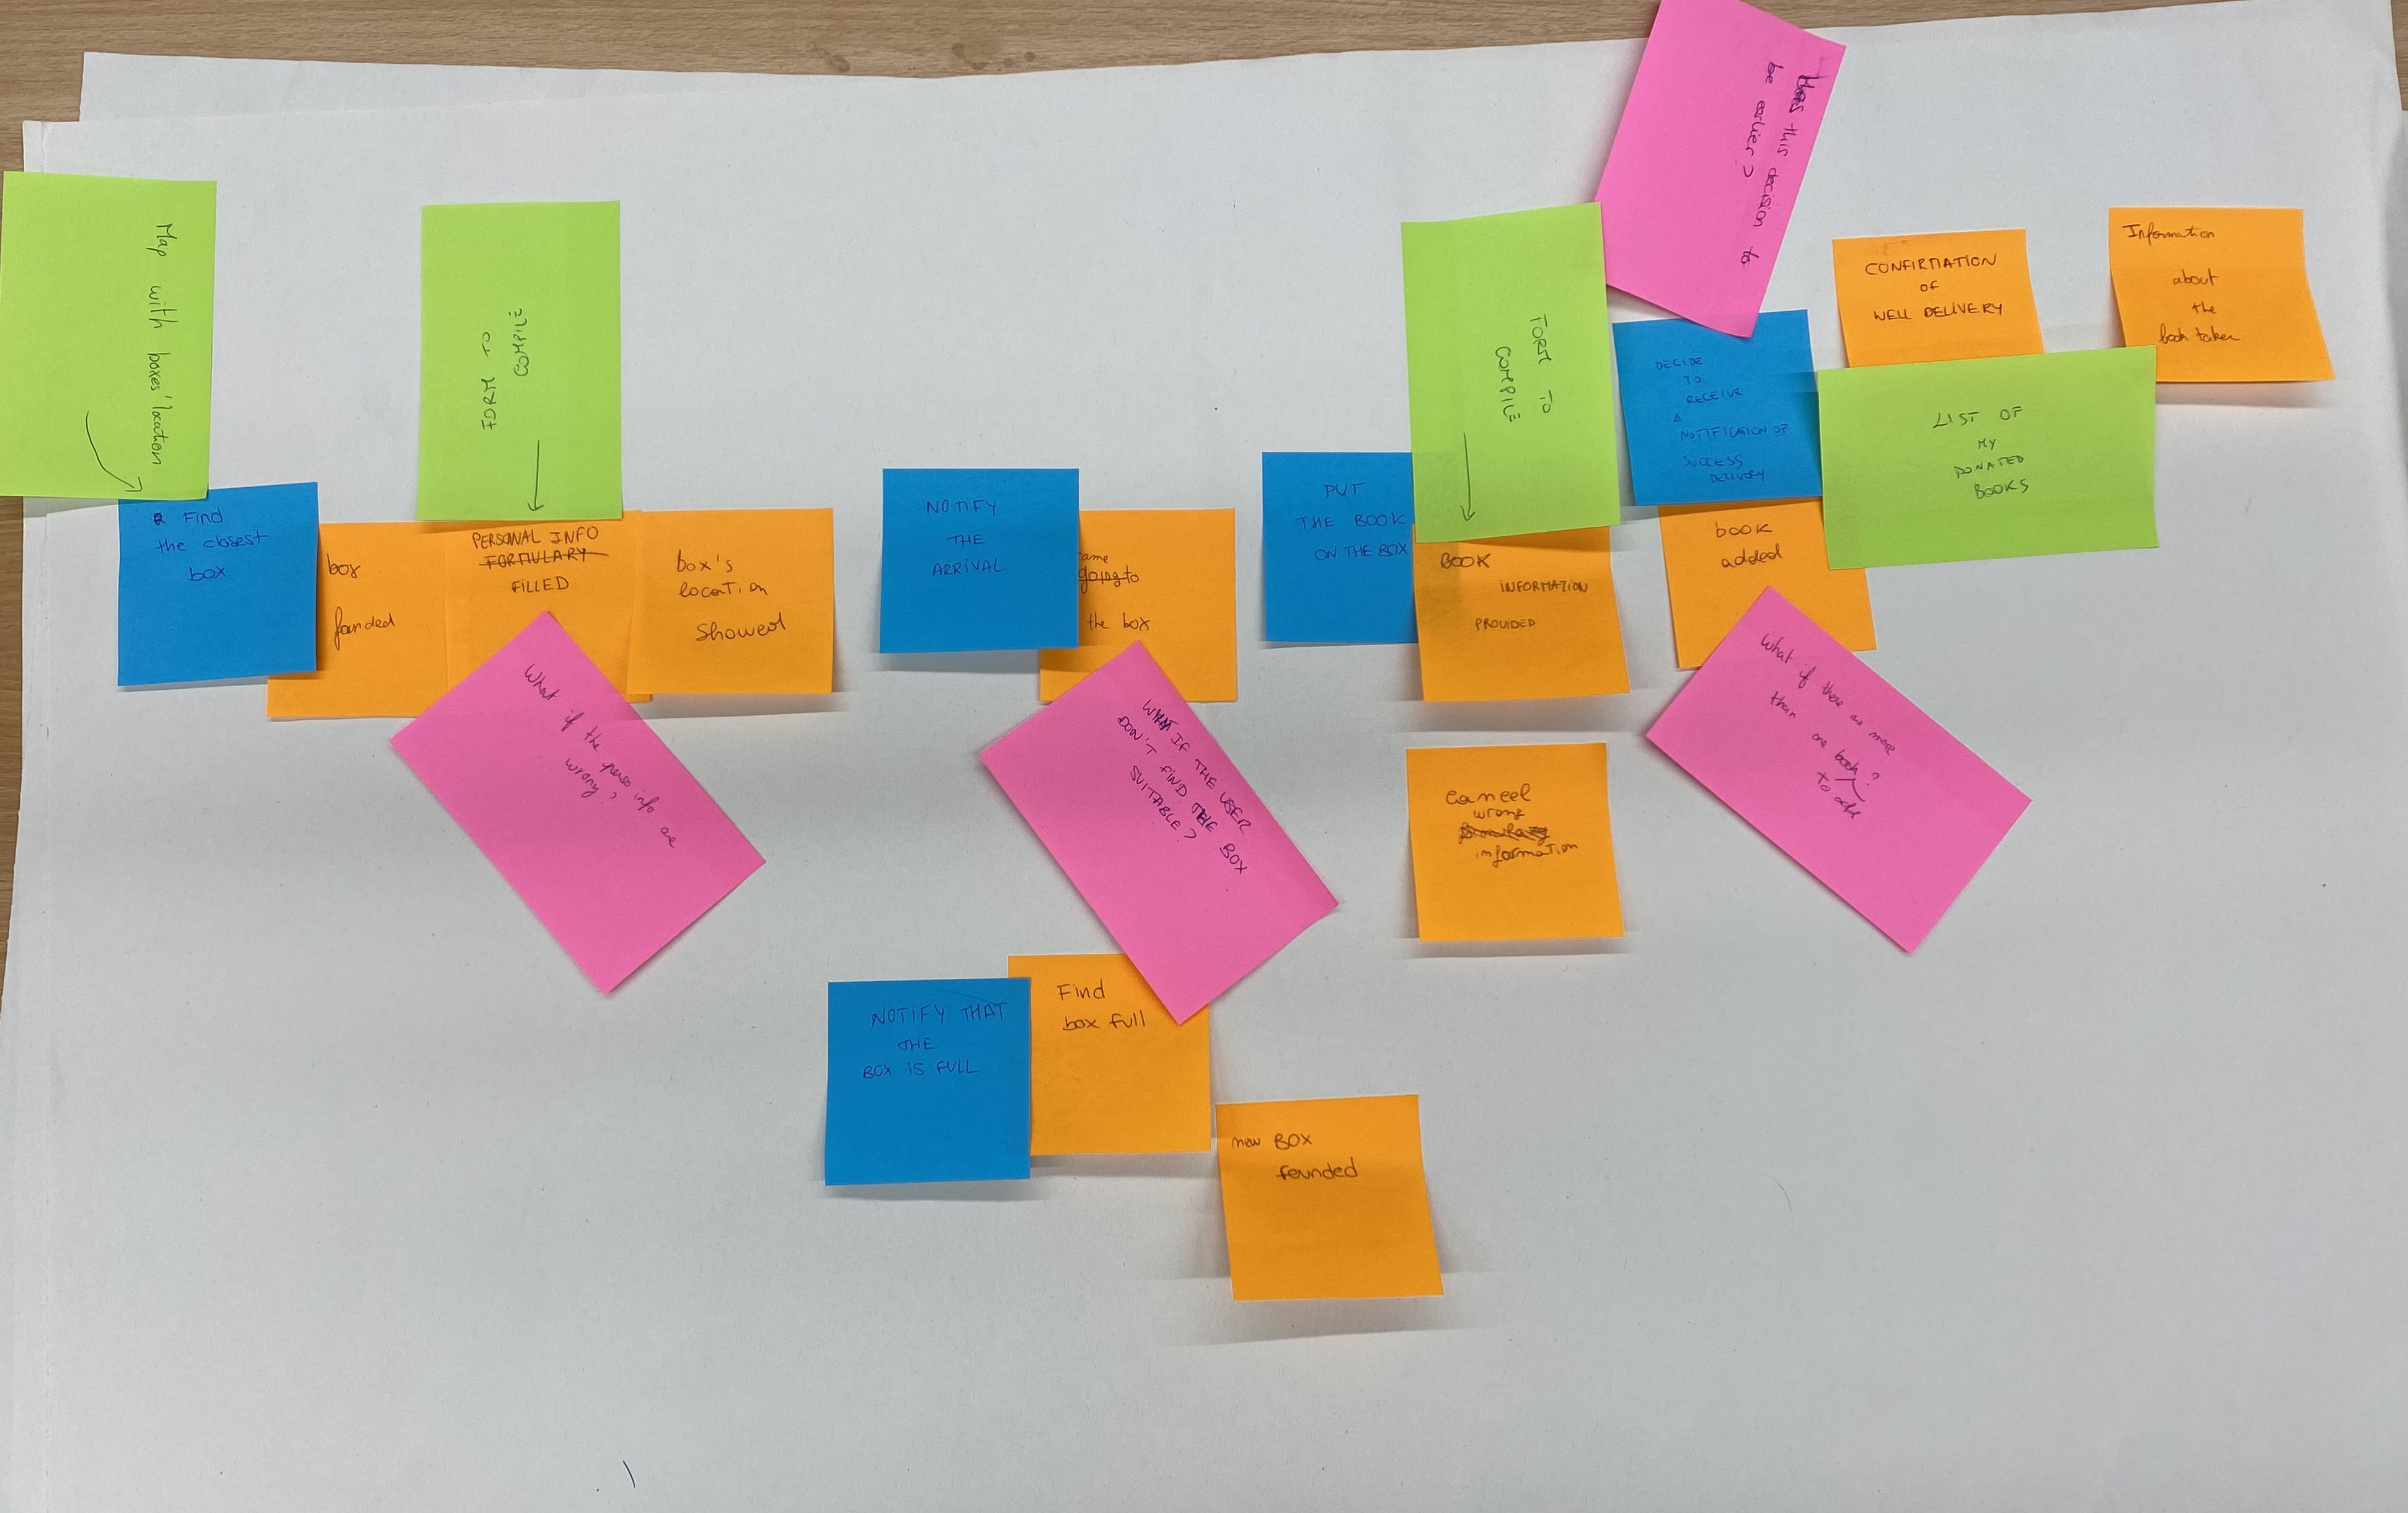 Map with boxes' location
Find
the closest
box
box
founded
FORM TO
COMPILE
PERSONAL INFO
FORMULARY
FILLED
What if the perso info are
wrong?
box's
location
showed
NOTIFY
THE
ARRIVAL
ame
going to
the box
WHAT IF THE USER
DON'T FIND THE BOX
SUITABLE?
NOTIFY THAT
THE
BOX IS FULL
Find
box full
new BOX
founded
PUT
THE BOOK
ON THE BOX
FORM TO
COMPILE
BOOK
INFORMATION
PROVIDED
cancel
wrong
information
this decision to
be earlier?
DECIDE
TO
RECEIVE
A
NOTIFICATION OF
SUCCESS
DELIVERY
book
added
What if there are more
than one book?
to add
CONFIRMATION
OF
WELL DELIVERY
LIST OF
MY
DONATED
BOOKS
Information
about
the
book taken